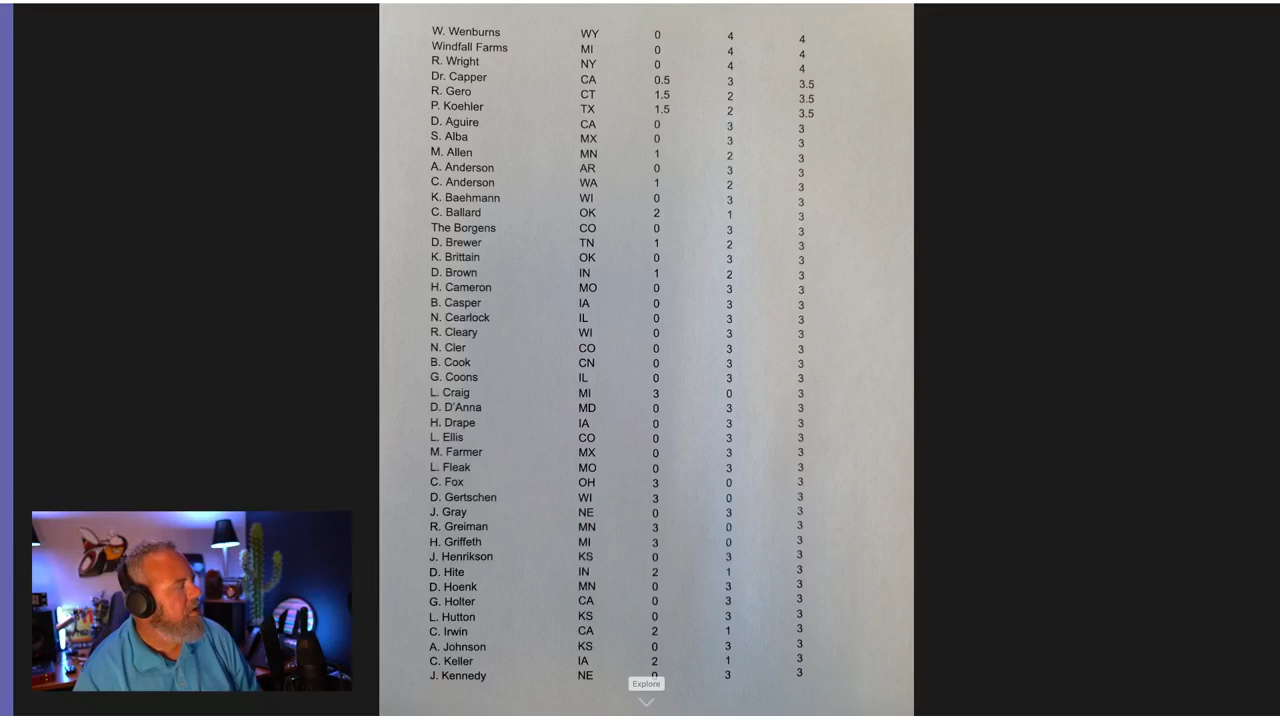 W. Wenburns WY 0 4 4
Windfall Farms MI 0 4 4
R. Wright NY 0 4 4
Dr. Capper CA 0.5 3 3.5
R. Gero CT 1.5 2 3.5
P. Koehler TX 1.5 2 3.5
D. Aguire CA 0 3 3
S. Alba MX 0 3 3
M. Allen MN 1 2 3
A. Anderson AR 0 3 3
C. Anderson WA 1 2 3
K. Baehmann WI 0 3 3
C. Ballard OK 2 1 3
The Borgens CO 0 3 3
D. Brewer TN 1 2 3
K. Brittain OK 0 3 3
D. Brown IN 1 2 3
H. Cameron MO 0 3 3
B. Casper IA 0 3 3
N. Cearlock IL 0 3 3
R. Cleary WI 0 3 3
N. Cler CO 0 3 3
B. Cook CN 0 3 3
G. Coons IL 0 3 3
L. Craig MI 3 0 3
D. D'Anna MD 0 3 3
H. Drape IA 0 3 3
L. Ellis CO 0 3 3
M. Farmer MX 0 3 3
L. Fleak MO 0 3 3
C. Fox OH 3 0 3
D. Gertschen WI 3 0 3
J. Gray NE 0 3 3
R. Greiman MN 3 0 3
H. Griffeth MI 3 0 3
J. Henrikson KS 0 3 3
D. Hite IN 2 1 3
D. Hoenk MN 0 3 3
G. Holter CA 0 3 3
L. Hutton KS 0 3 3
C. Irwin CA 2 1 3
A. Johnson KS 0 3 3
C. Keller IA 2 1 3
J. Kennedy NE 0 3 3
Explore